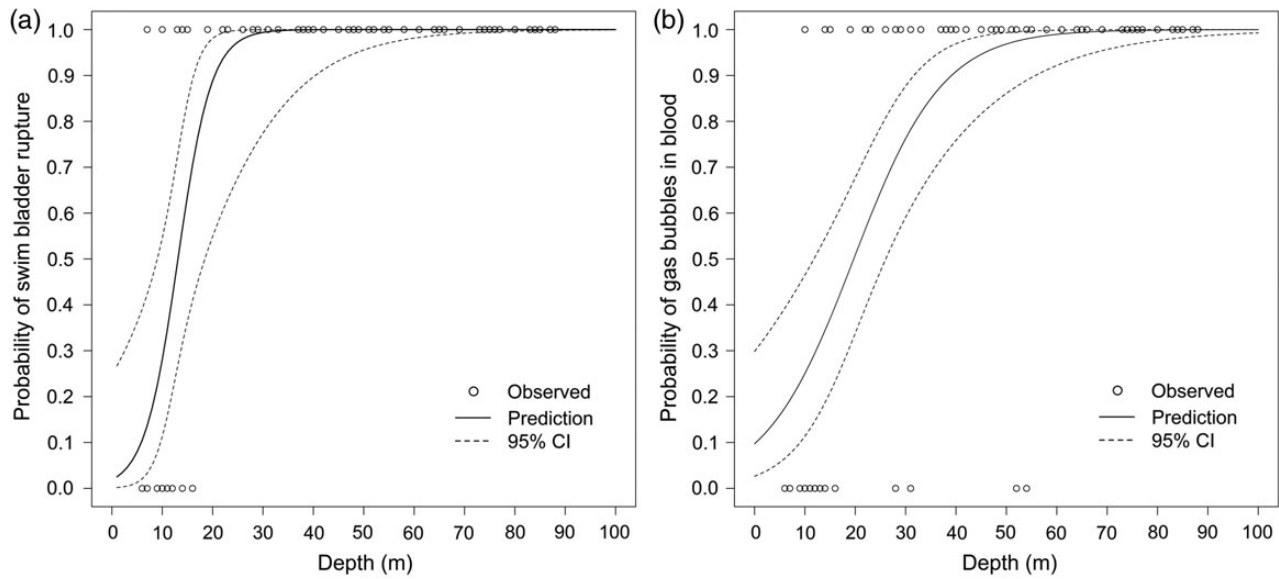 (a)
Probability of swim bladder rupture
1.0
0.9
0.8
0.7
0.6
0.5
0.4
0.3
0.2
0.1
0.0
Observed
Prediction
95% CI
0 10 20 30 40 50 60 70 80 90 100
Depth (m)
(b)
Probability of gas bubbles in blood
1.0
0.9
0.8
0.7
0.6
0.5
0.4
0.3
0.2
0.1
0.0
Observed
Prediction
95% CI
0 10 20 30 40 50 60 70 80 90 100
Depth (m)